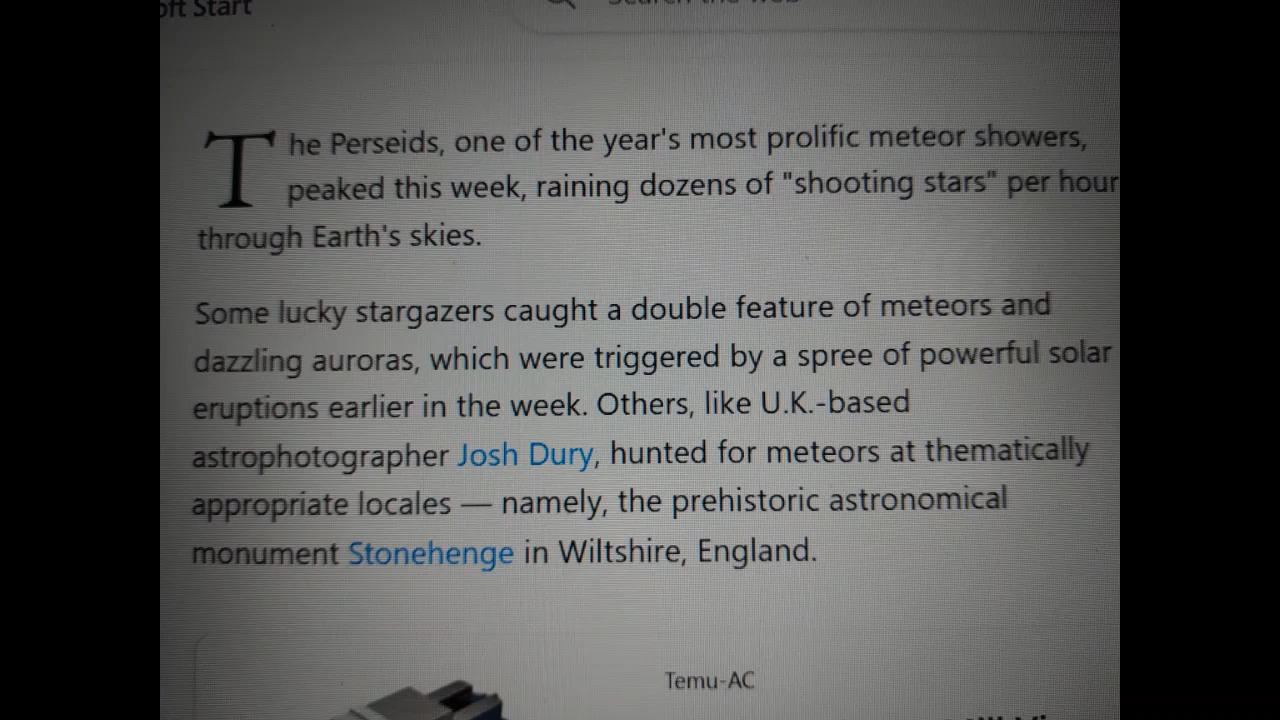 oft Start
The Perseids, one of the year's most prolific meteor showers,
peaked this week, raining dozens of "shooting stars" per hour
through Earth's skies.
Some lucky stargazers caught a double feature of meteors and
dazzling auroras, which were triggered by a spree of powerful solar
eruptions earlier in the week. Others, like U.K.-based
astrophotographer Josh Dury, hunted for meteors at thematically
appropriate locales — namely, the prehistoric astronomical
monument Stonehenge in Wiltshire, England.
Temu-AC